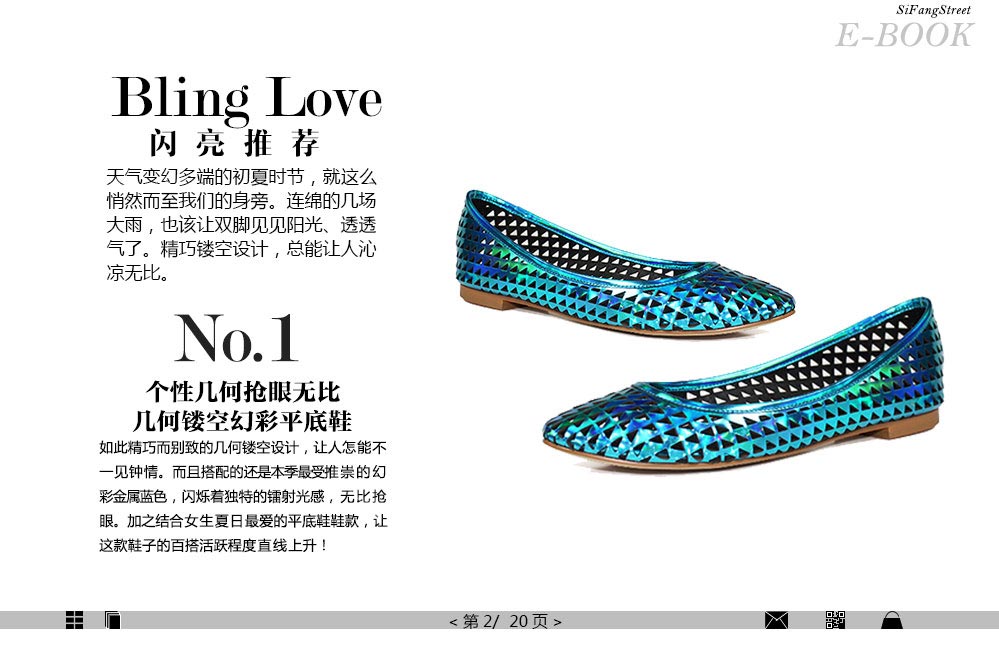 SiFangStreet
E-BOOK
Bling Love
闪亮推荐
天气变幻多端的初夏时节，就这么
悄然而至我们的身旁。连绵的几场
大雨，也该让双脚见见阳光、透透
气了。精巧镂空设计，总能让人沁
凉无比。
No.1
个性几何抢眼无比
几何镂空幻彩平底鞋
如此精巧而别致的几何镂空设计，让人怎能不
一见钟情。而且搭配的还是本季最受推崇的幻
彩金属蓝色，闪烁着独特的镭射光感，无比抢
眼。加之结合女生夏日最爱的平底鞋鞋款，让
这款鞋子的百搭活跃程度直线上升！
< 第 2/ 20 页 >